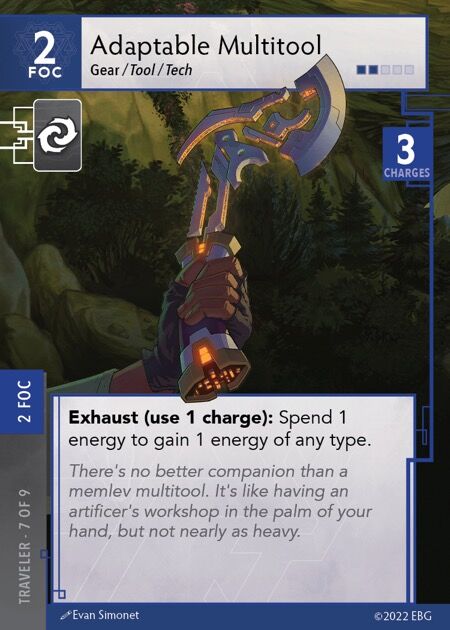 2
FOC
Adaptable Multitool
Gear / Tool / Tech
3
CHARGES
2 FOC
Exhaust (use 1 charge): Spend 1
energy to gain 1 energy of any type.
There's no better companion than a
memlev multitool. It's like having an
artificer's workshop in the palm of your
hand, but not nearly as heavy.
TRAVELER - 7 OF 9
Evan Simonet
©2022 EBG